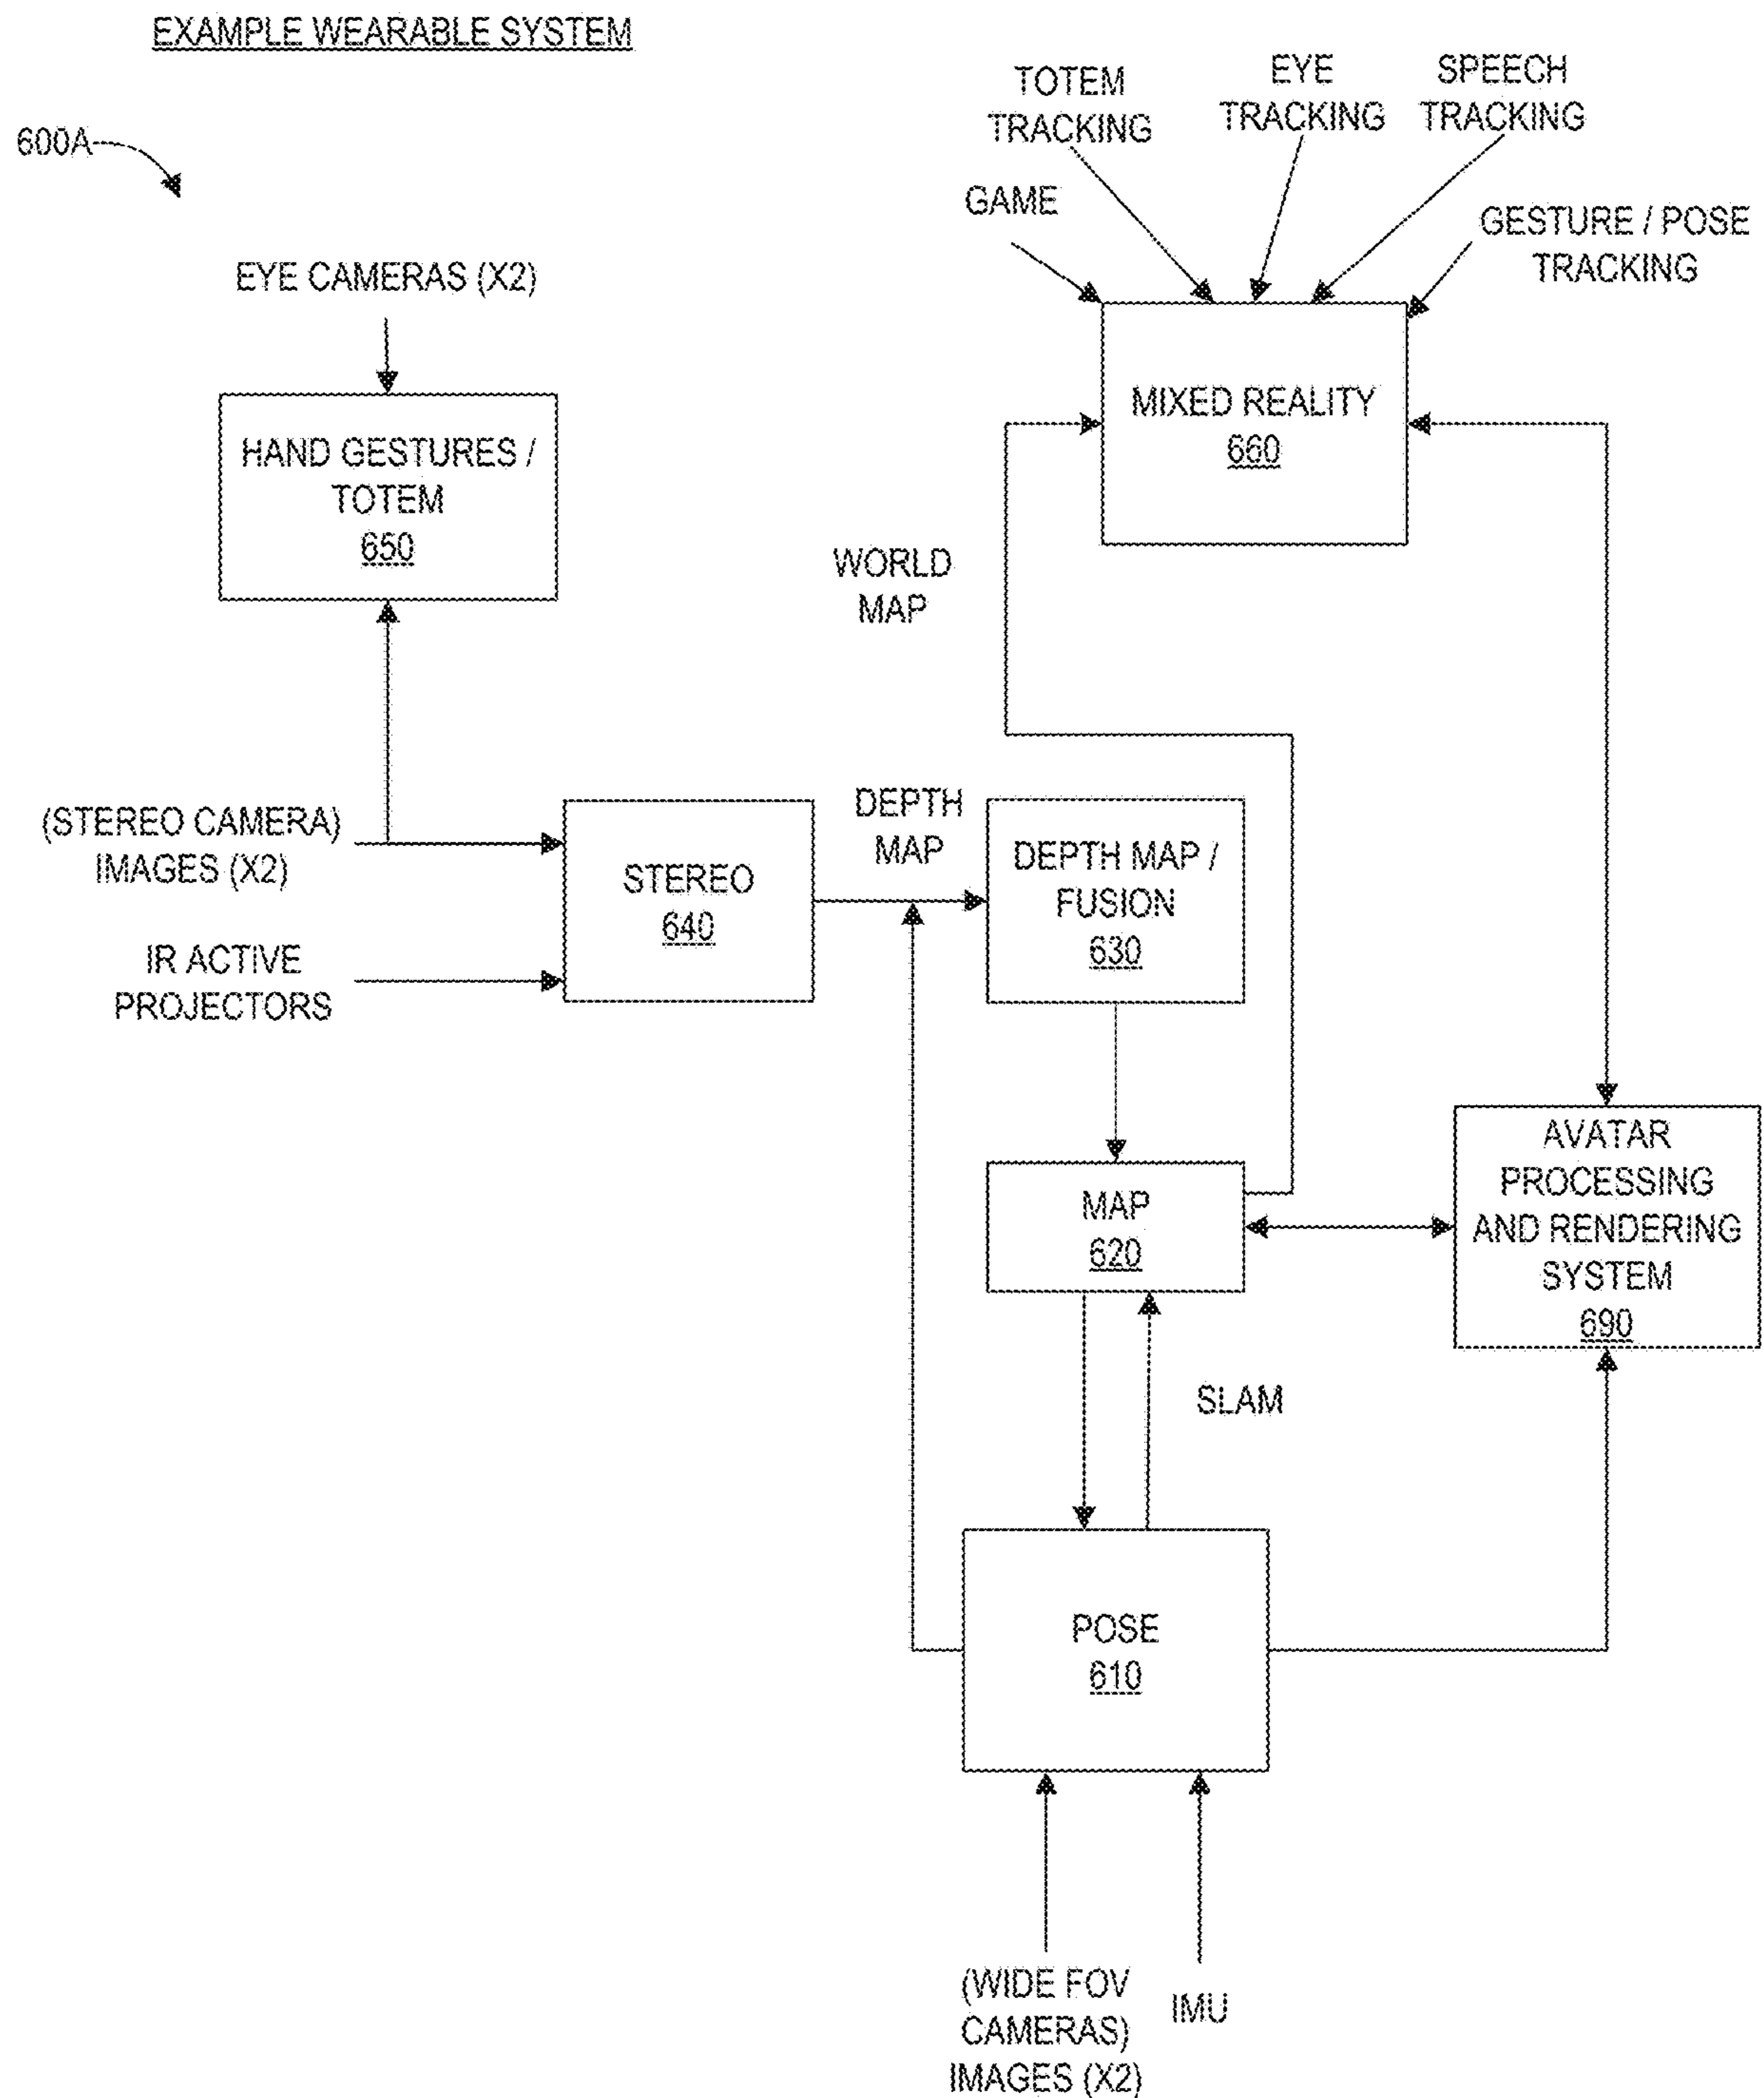 EXAMPLE WEARABLE SYSTEM
600A
TOTEM
TRACKING
EYE
TRACKING
SPEECH
TRACKING
GAME
GESTURE / POSE
TRACKING
EYE CAMERAS (X2)
HAND GESTURES /
TOTEM
650
MIXED REALITY
660
WORLD
MAP
(STEREO CAMERA)
IMAGES (X2)
IR ACTIVE
PROJECTORS
STEREO
640
DEPTH
MAP
DEPTH MAP /
FUSION
630
MAP
620
AVATAR
PROCESSING
AND RENDERING
SYSTEM
690
SLAM
POSE
610
(WIDE FOV
CAMERAS)
IMAGES (X2)
IMU